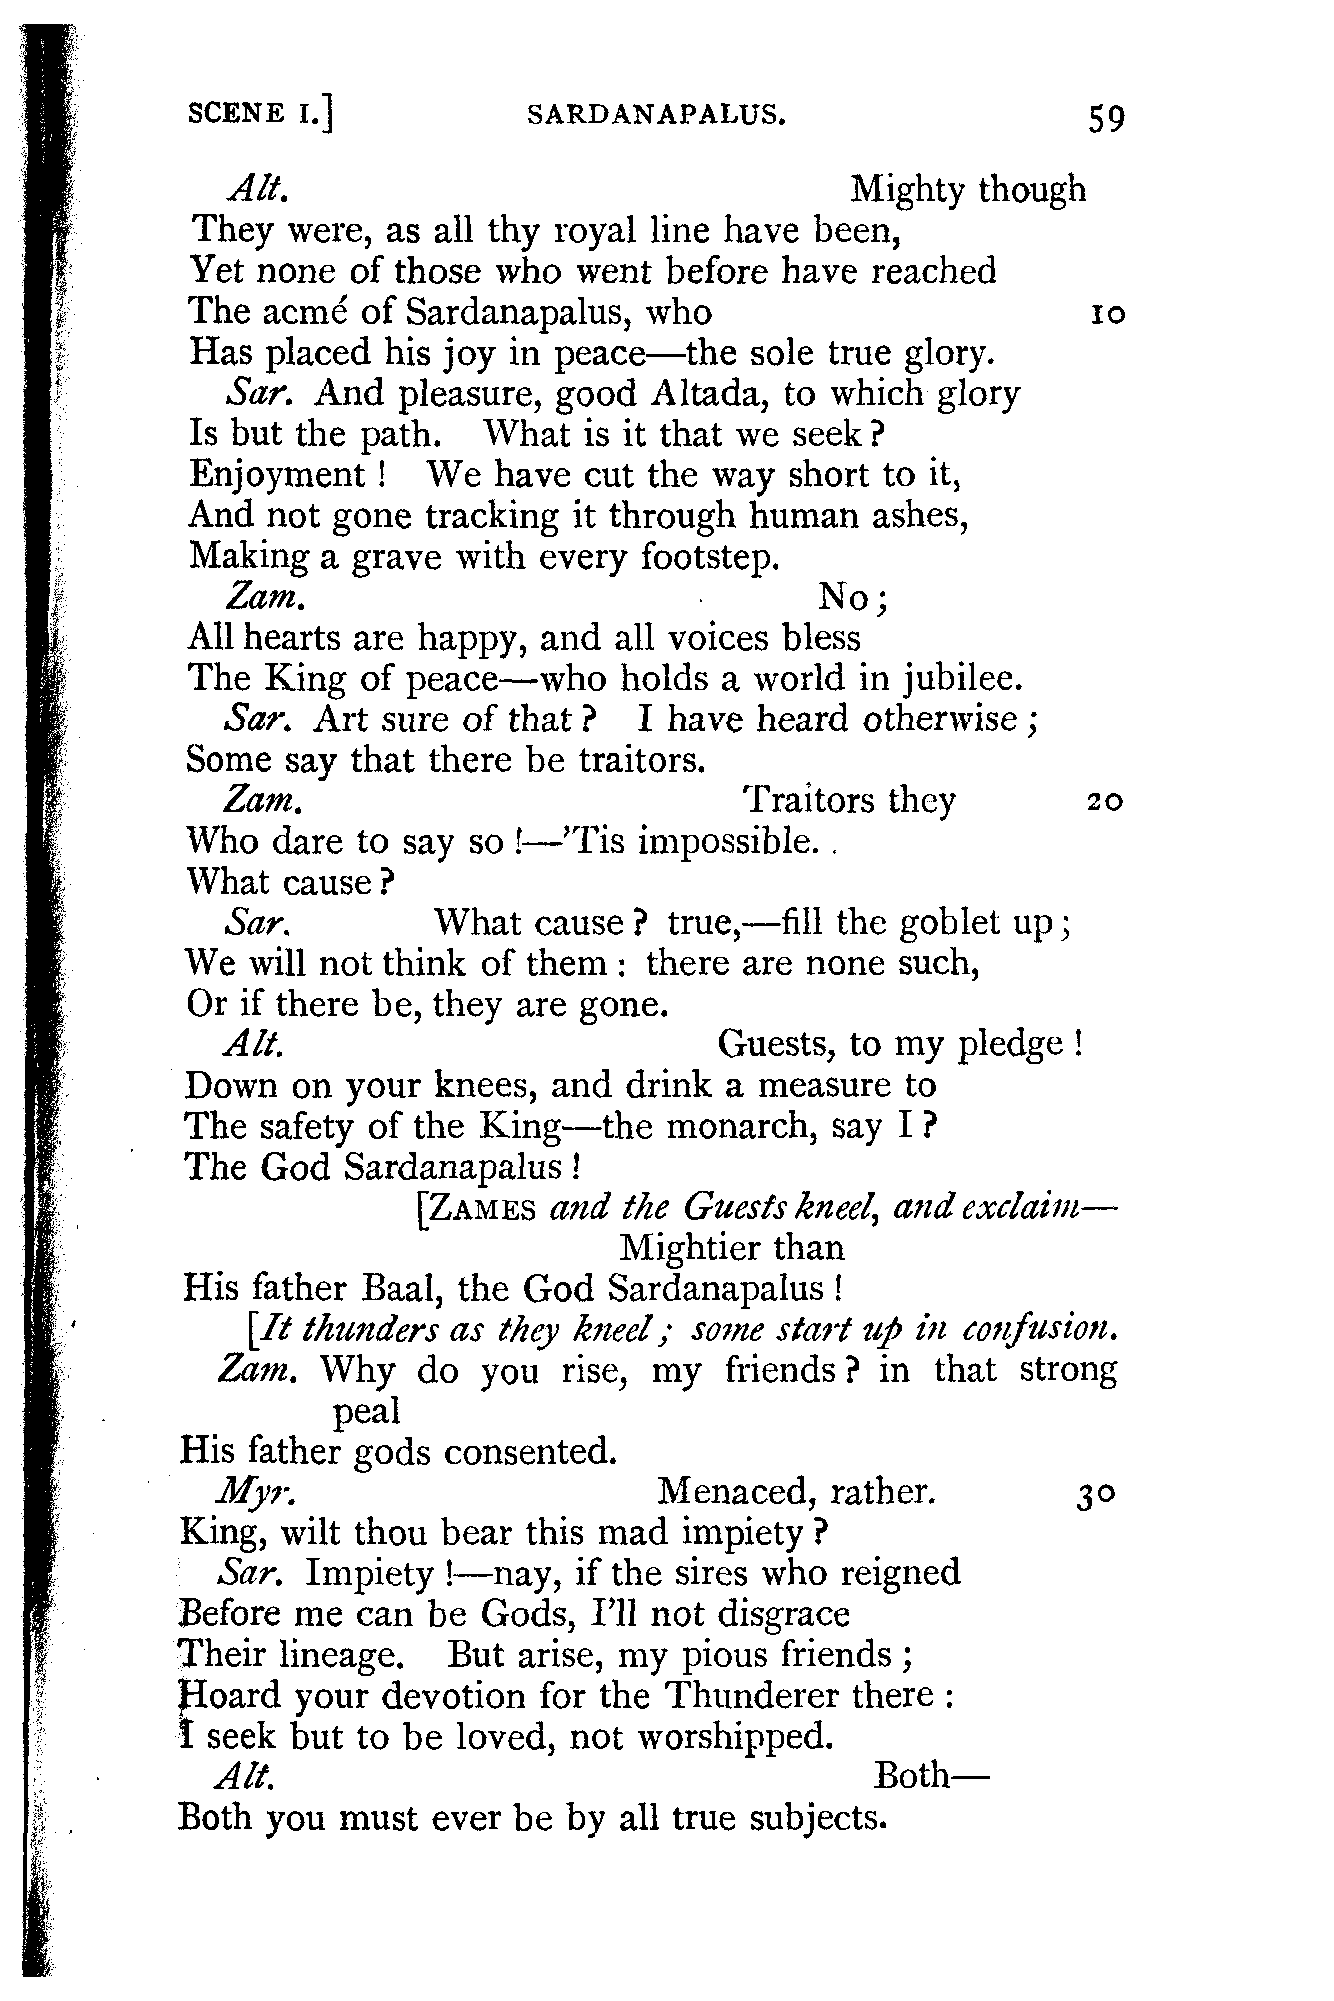 SCENE I.] SARDANAPALUS. 59
Alt. Mighty though
They were, as all thy royal line have been,
Yet none of those who went before have reached
The acmé of Sardanapalus, who 10
Has placed his joy in peace—the sole true glory.
Sar. And pleasure, good Altada, to which glory
Is but the path. What is it that we seek?
Enjoyment! We have cut the way short to it,
And not gone tracking it through human ashes,
Making a grave with every footstep.
Zam. No;
All hearts are happy, and all voices bless
The King of peace—who holds a world in jubilee.
Sar. Art sure of that? I have heard otherwise;
Some say that there be traitors.
Zam. Traitors they 20
Who dare to say so!—'Tis impossible.
What cause?
Sar. What cause? true,—fill the goblet up;
We will not think of them: there are none such,
Or if there be, they are gone.
Alt. Guests, to my pledge!
Down on your knees, and drink a measure to
The safety of the King—the monarch, say I?
The God Sardanapalus!
[ZAMES and the Guests kneel, and exclaim—
Mightier than
His father Baal, the God Sardanapalus!
[It thunders as they kneel; some start up in confusion.
Zam. Why do you rise, my friends? in that strong
peal
His father gods consented.
Myr. Menaced, rather. 30
King, wilt thou bear this mad impiety?
Sar. Impiety!—nay, if the sires who reigned
Before me can be Gods, I'll not disgrace
Their lineage. But arise, my pious friends;
Hoard your devotion for the Thunderer there:
I seek but to be loved, not worshipped.
Alt. Both—
Both you must ever be by all true subjects.